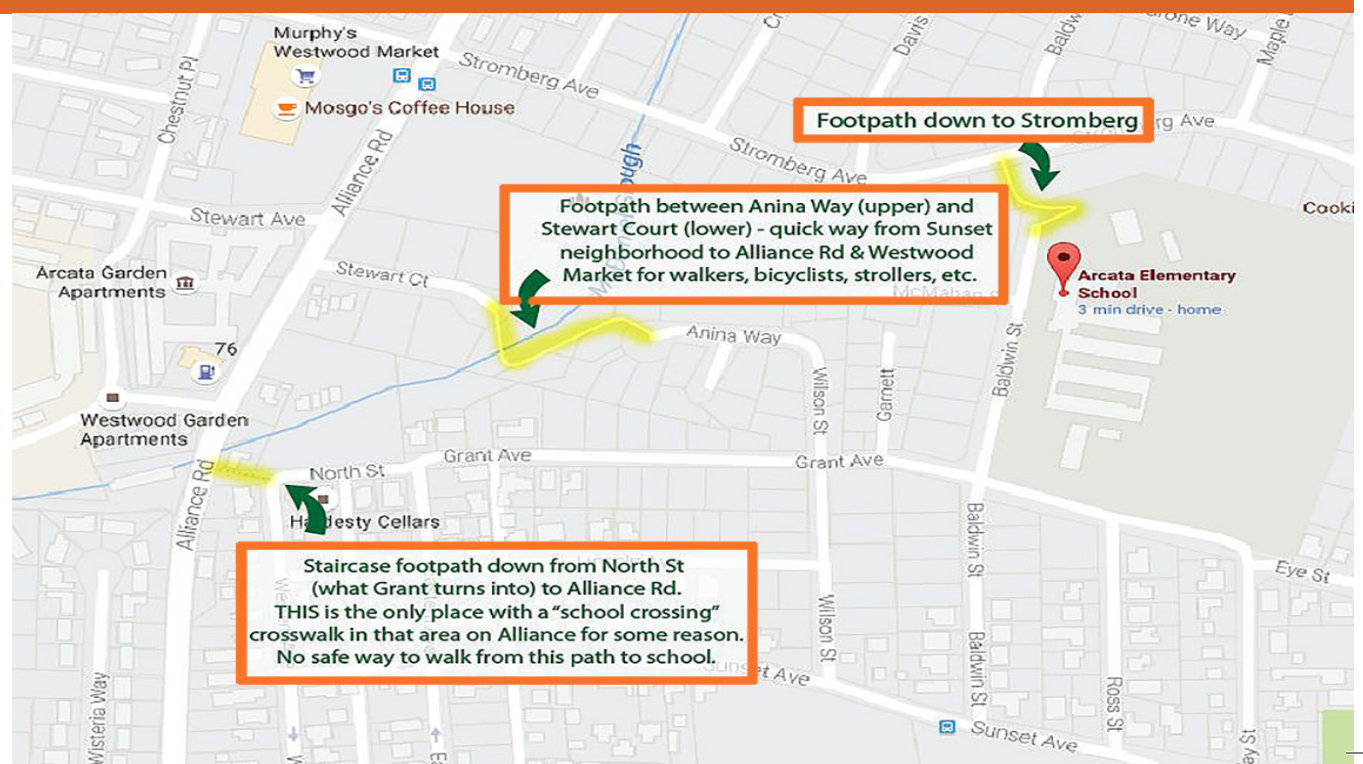 Murphy's
Westwood Market
Mosgo's Coffee House
Chestnut Pl
Stromberg Ave
Davis
Maple
Footpath down to Stromberg
Stromberg Ave
Alliance Rd
Footpath between Anina Way (upper) and
Stewart Court (lower) - quick way from Sunset
neighborhood to Alliance Rd & Westwood
Market for walkers, bicyclists, strollers, etc.
Stewart Ave
Arcata Garden
Apartments
Stewart Ct
Arcata Elementary
School
3 min drive - home
76
Anina Way
Baldwin St
Wilson St
Garnett
Westwood Garden
Apartments
Alliance Rd
North St
Grant Ave
Grant Ave
Staircase footpath down from North St
(what Grant turns into) to Alliance Rd.
THIS is the only place with a "school crossing"
crosswalk in that area on Alliance for some reason.
No safe way to walk from this path to school.
Baldwin St
Eye St
Wilson St
Baldwin St
Ross St
Wisteria Way
Sunset Ave